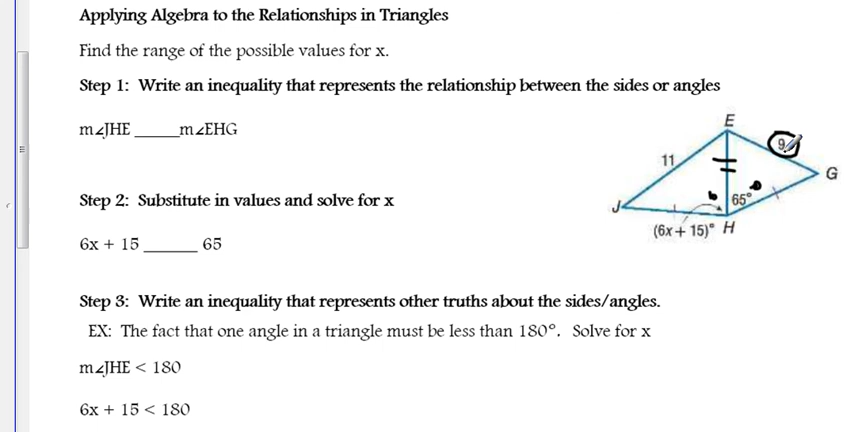 Applying Algebra to the Relationships in Triangles
Find the range of the possible values for x.
Step 1: Write an inequality that represents the relationship between the sides or angles
m∠JHE _____m∠EHG
E
9
11
G
Step 2: Substitute in values and solve for x
J
65°
6x + 15 ______ 65
(6x + 15)° H
Step 3: Write an inequality that represents other truths about the sides/angles.
EX: The fact that one angle in a triangle must be less than 180°. Solve for x
m∠JHE < 180
6x + 15 < 180